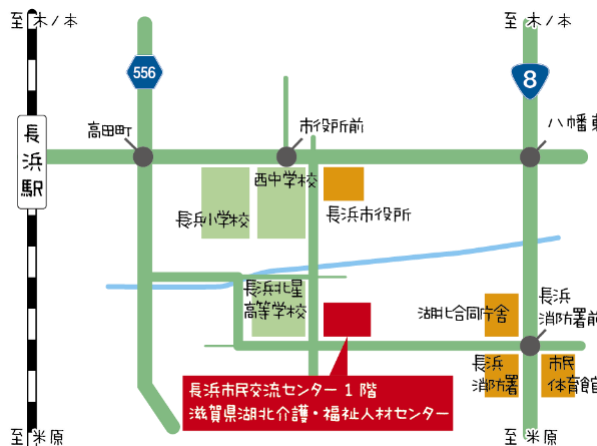 至 木ノ本
至 木ノ本
556
8
高田町
市役所前
長浜駅
西中学校
長浜小学校
長浜市役所
長浜北星
高等学校
湖北合同庁舎
長浜
消防署前
長浜
消防署
市民
体育館
長浜市民交流センター 1 階
滋賀県湖北介護・福祉人材センター
至 米原
至 米原